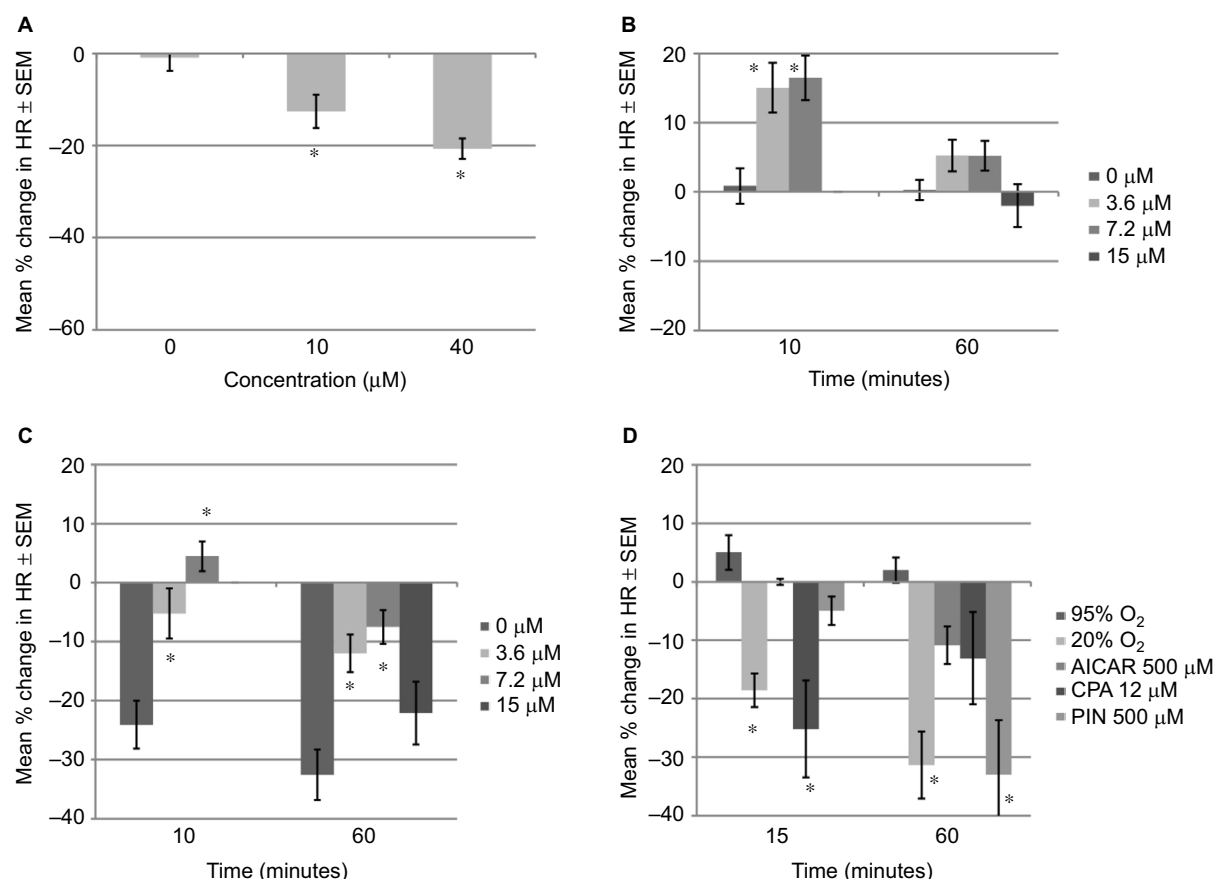 A
Mean % change in HR ± SEM
0
–20
–40
–60
*
*
0 10 40
Concentration (μM)
B
Mean % change in HR ± SEM
20
10
0
–10
–20
* *
10 60
Time (minutes)
0 μM
3.6 μM
7.2 μM
15 μM
C
Mean % change in HR ± SEM
20
10
0
–10
–20
–30
–40
*
*
* *
10 60
Time (minutes)
0 μM
3.6 μM
7.2 μM
15 μM
D
Mean % change in HR ± SEM
20
10
0
–10
–20
–30
–40
*
*
*
*
15 60
Time (minutes)
95% O₂
20% O₂
AICAR 500 μM
CPA 12 μM
PIN 500 μM